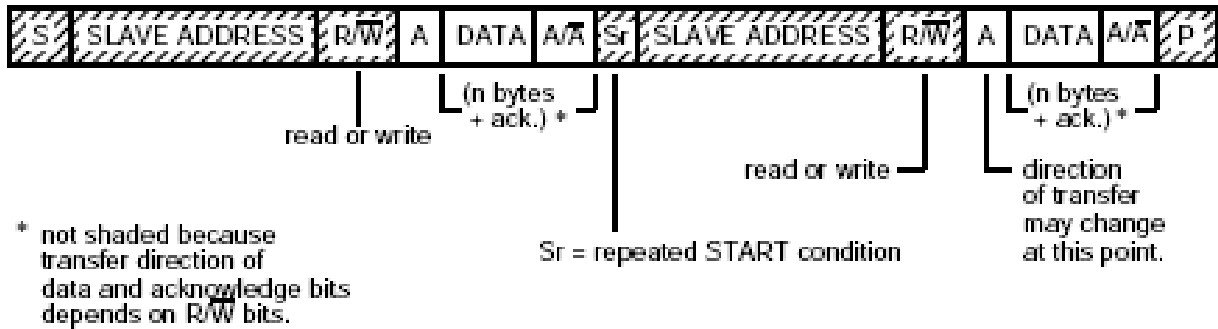 S SLAVE ADDRESS R/W̅ A DATA A/A̅ Sr SLAVE ADDRESS R/W̅ A DATA A/A̅ P
(n bytes
+ ack.) *
(n bytes
+ ack.) *
read or write
read or write
direction
of transfer
may change
at this point.
Sr = repeated START condition
* not shaded because
transfer direction of
data and acknowledge bits
depends on R/W̅ bits.